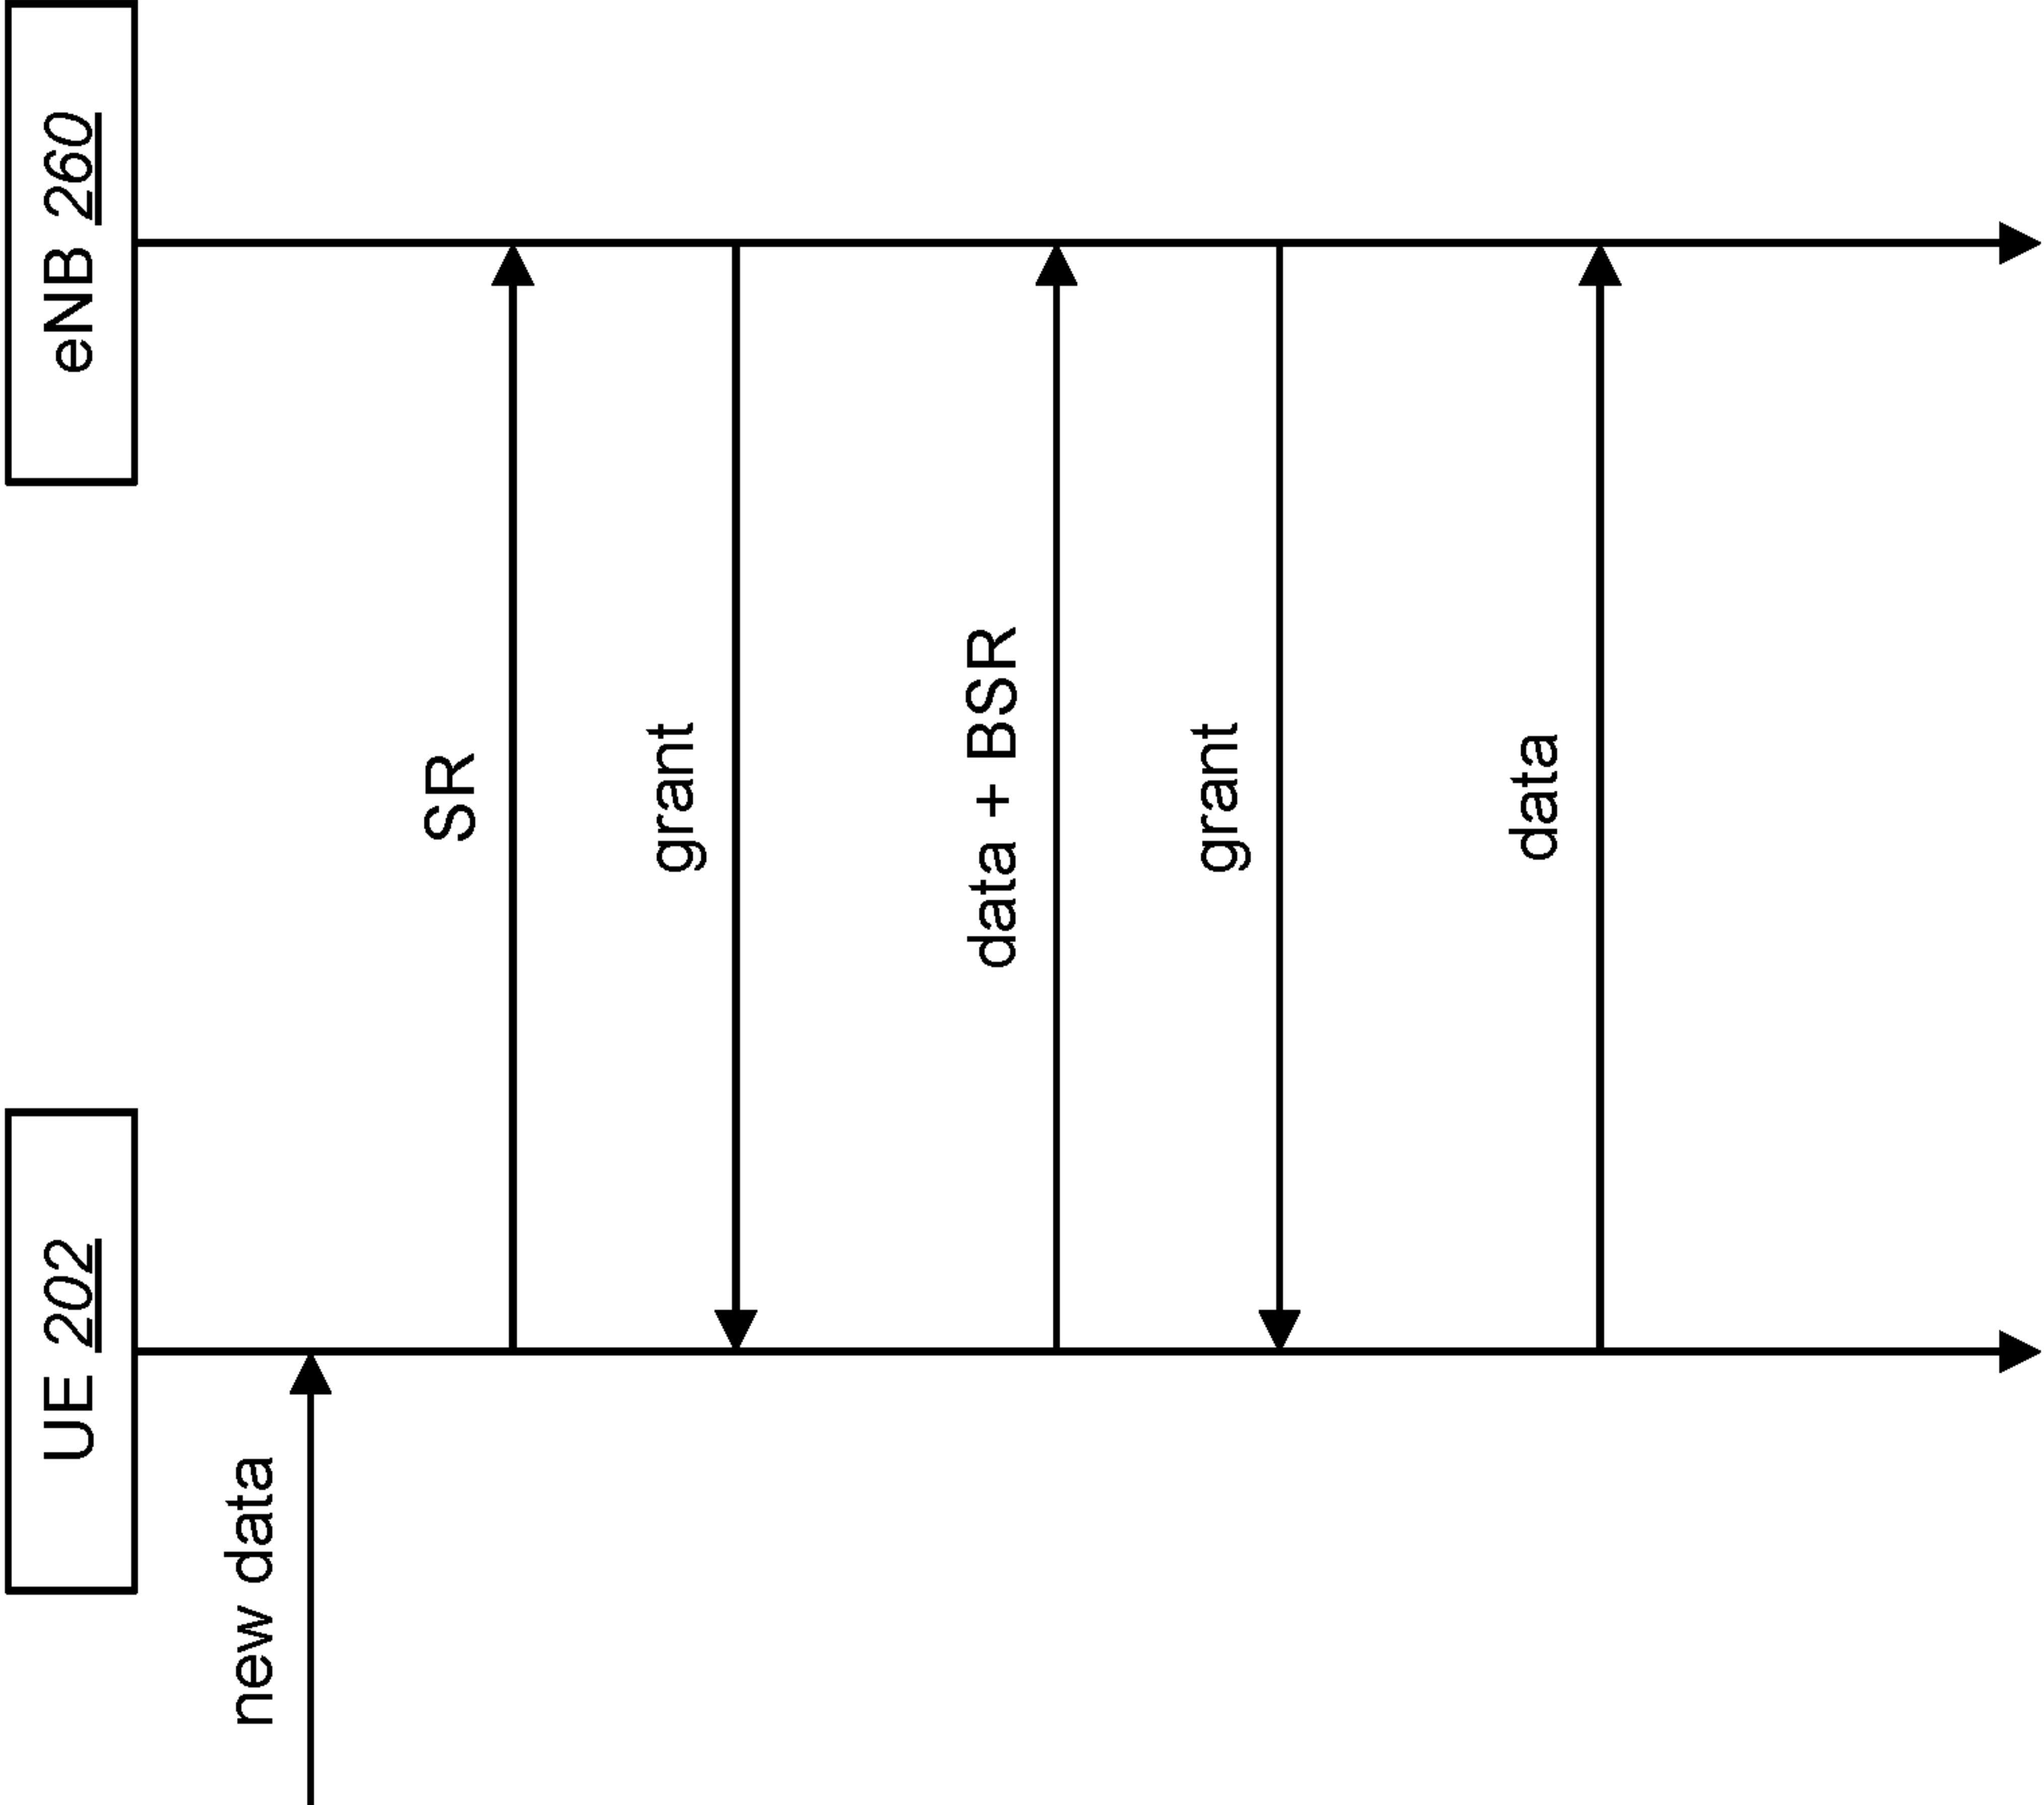 UE 202
eNB 260
new data
SR
grant
data + BSR
grant
data